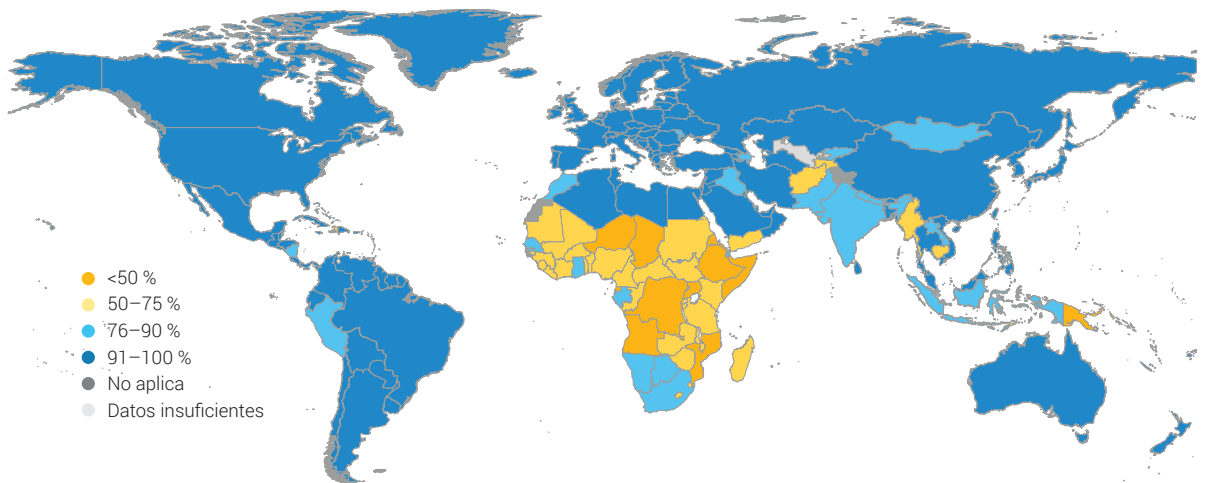 <50 %
50–75 %
76–90 %
91–100 %
No aplica
Datos insuficientes